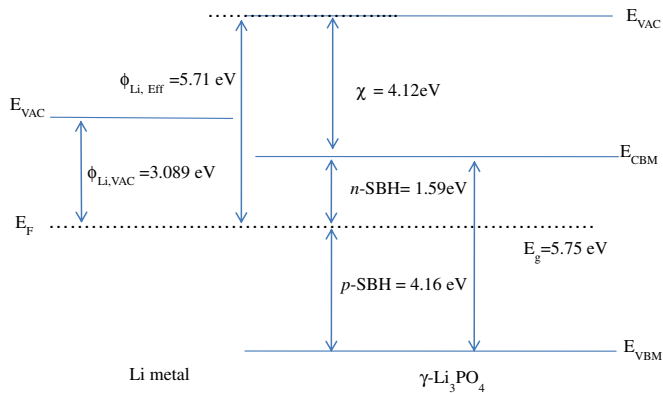 E_VAC
ϕ_Li, Eff =5.71 eV
χ = 4.12eV
E_VAC
E_CBM
ϕ_Li,VAC =3.089 eV
n-SBH= 1.59eV
E_F
E_g=5.75 eV
p-SBH = 4.16 eV
E_VBM
Li metal
γ-Li₃PO₄